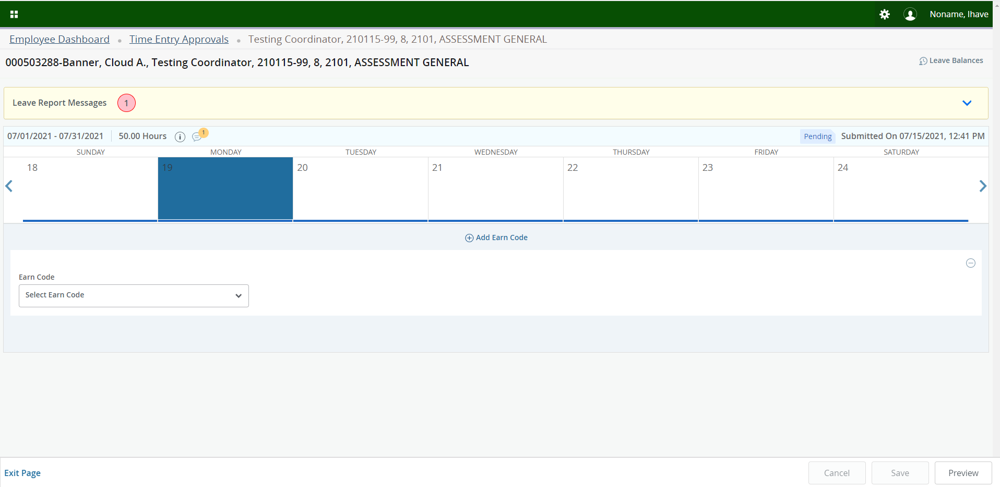 Noname, Ihave
Employee Dashboard • Time Entry Approvals • Testing Coordinator, 210115-99, 8, 2101, ASSESSMENT GENERAL
000503288-Banner, Cloud A., Testing Coordinator, 210115-99, 8, 2101, ASSESSMENT GENERAL
Leave Balances
Leave Report Messages 1
07/01/2021 - 07/31/2021 50.00 Hours 1 Pending Submitted On 07/15/2021, 12:41 PM
SUNDAY MONDAY TUESDAY WEDNESDAY THURSDAY FRIDAY SATURDAY
18 19 20 21 22 23 24
Add Earn Code
Earn Code
Select Earn Code
Exit Page Cancel Save Preview